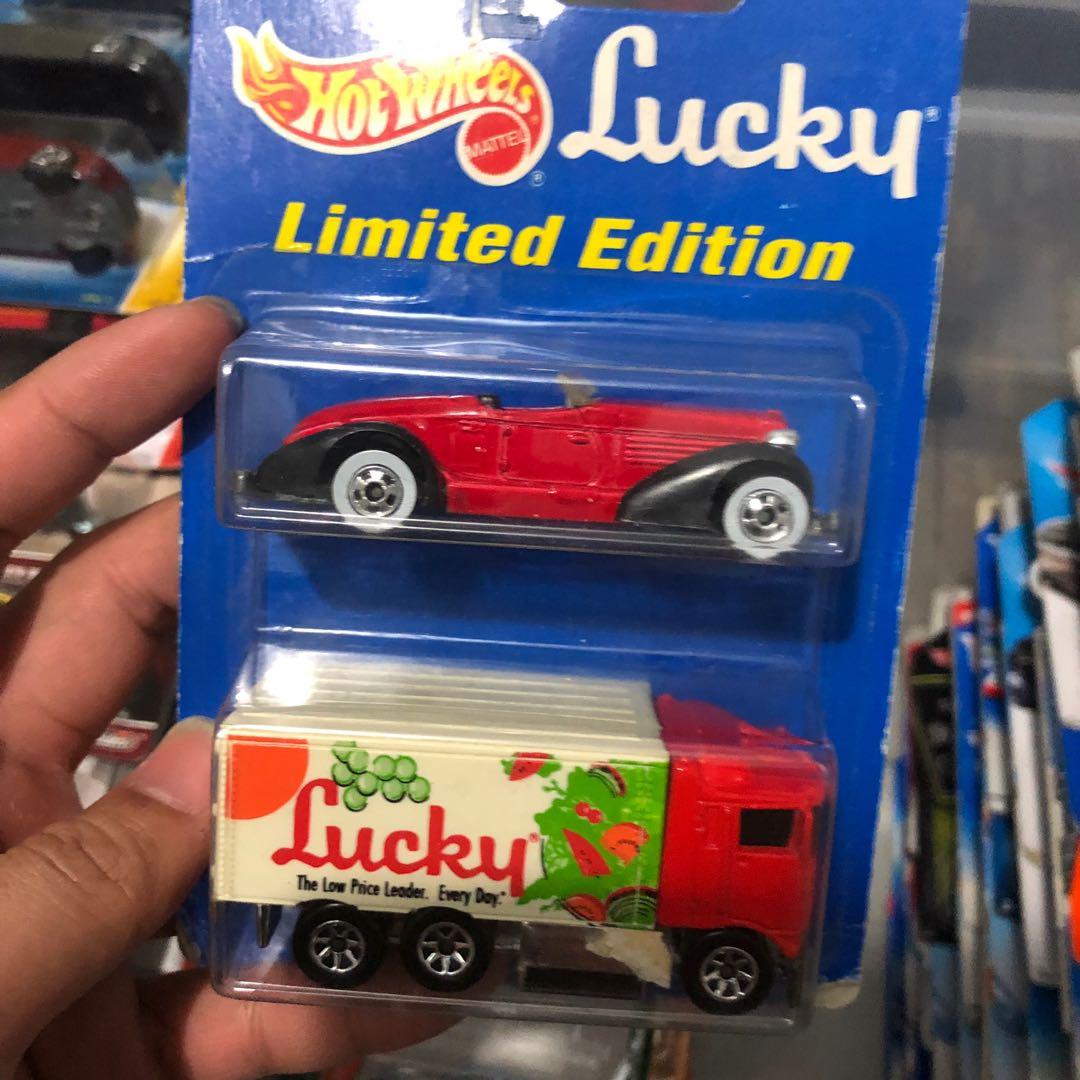 Hot Wheels
MATTEL
®
Lucky®
Limited Edition
Lucky®
The Low Price Leader. Every Day.®